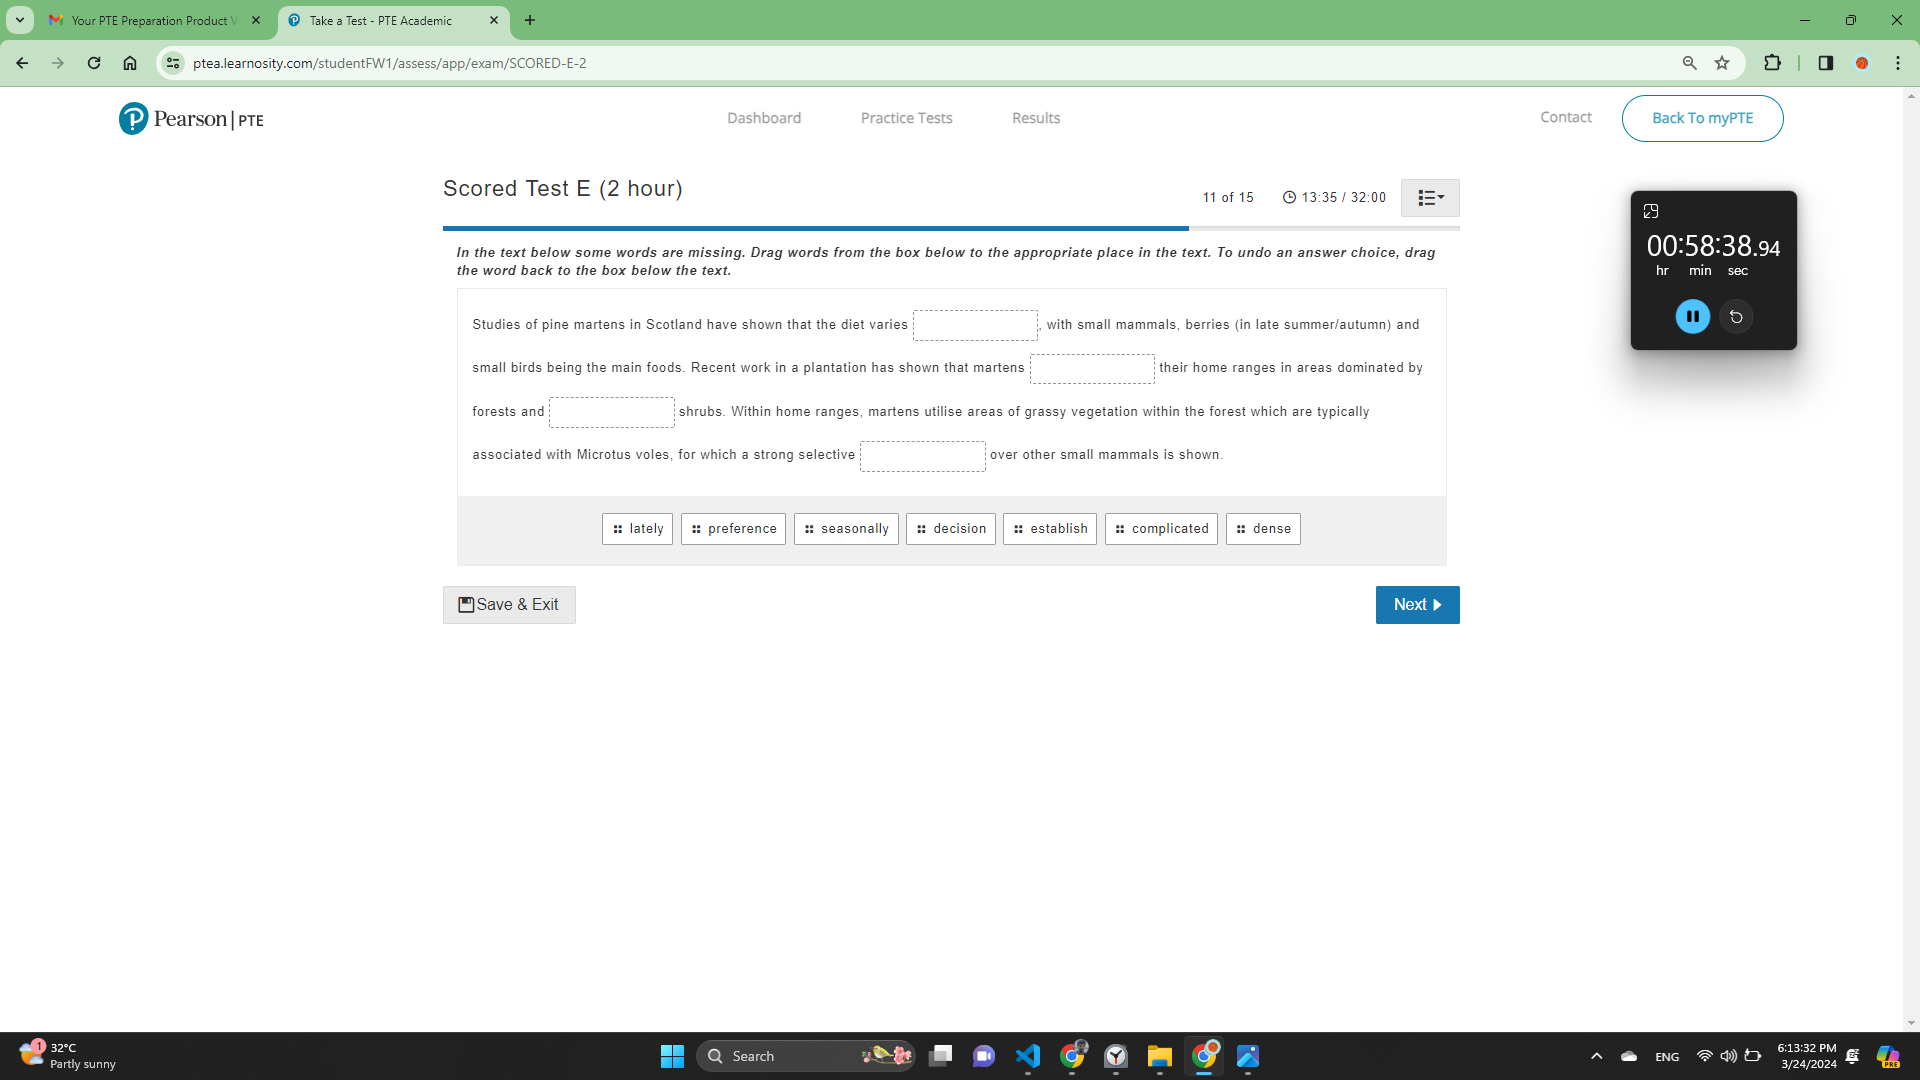 Your PTE Preparation Product V
Take a Test - PTE Academic
ptea.learnosity.com/studentFW1/assess/app/exam/SCORED-E-2
Pearson | PTE
Dashboard
Practice Tests
Results
Contact
Back To myPTE
Scored Test E (2 hour)
11 of 15
13:35 / 32:00
00:58:38.94
hr min sec
In the text below some words are missing. Drag words from the box below to the appropriate place in the text. To undo an answer choice, drag
the word back to the box below the text.
Studies of pine martens in Scotland have shown that the diet varies , with small mammals, berries (in late summer/autumn) and
small birds being the main foods. Recent work in a plantation has shown that martens their home ranges in areas dominated by
forests and shrubs. Within home ranges, martens utilise areas of grassy vegetation within the forest which are typically
associated with Microtus voles, for which a strong selective over other small mammals is shown.
lately
preference
seasonally
decision
establish
complicated
dense
Save & Exit
Next
1
32°C
Partly sunny
Search
ENG
6:13:32 PM
3/24/2024
PRE